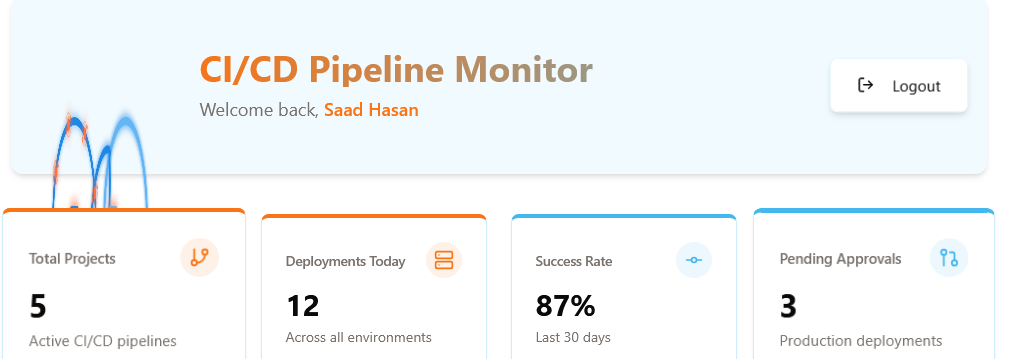 CI/CD Pipeline Monitor
Welcome back, Saad Hasan
Logout
Total Projects
5
Active CI/CD pipelines
Deployments Today
12
Across all environments
Success Rate
87%
Last 30 days
Pending Approvals
3
Production deployments